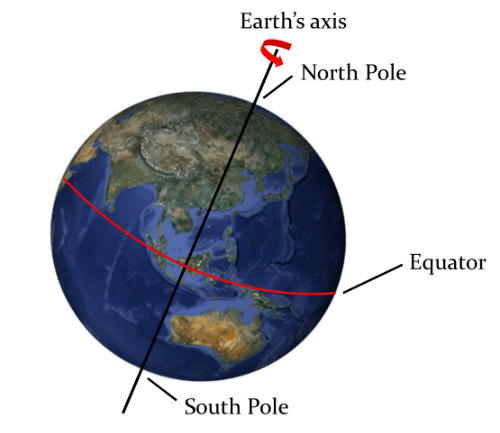 Earth's axis
North Pole
Equator
South Pole